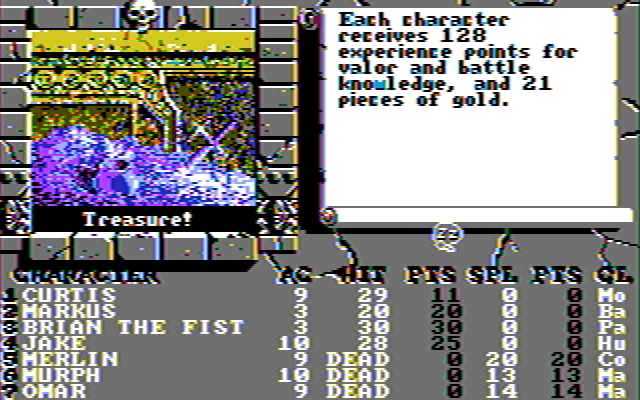 Each character
receives 128
experience points for
valor and battle
knowledge, and 21
pieces of gold.
Treasure!
CHARACTER AC HIT PTS SPL PTS CL
1 CURTIS 9 29 11 0 0 Mo
2 MARKUS 3 20 20 0 0 Ba
3 BRIAN THE FIST 3 30 30 0 0 Pa
4 JAKE 10 28 25 0 0 Hu
5 MERLIN 9 DEAD 0 20 20 Co
6 MURPH 10 DEAD 0 13 13 Ma
7 OMAR 9 DEAD 0 14 14 Ma